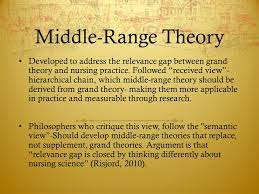 Middle-Range Theory
• Developed to address the relevance gap between grand
theory and nursing practice. Followed "received view"-
hierarchical chain, which middle-range theory should be
derived from grand theory- making them more applicable
in practice and measurable through research.
• Philosophers who critique this view, follow the "semantic
view"-Should develop middle-range theories that replace,
not supplement, grand theories. Argument is that
"relevance gap is closed by thinking differently about
nursing science" (Risjord, 2010).